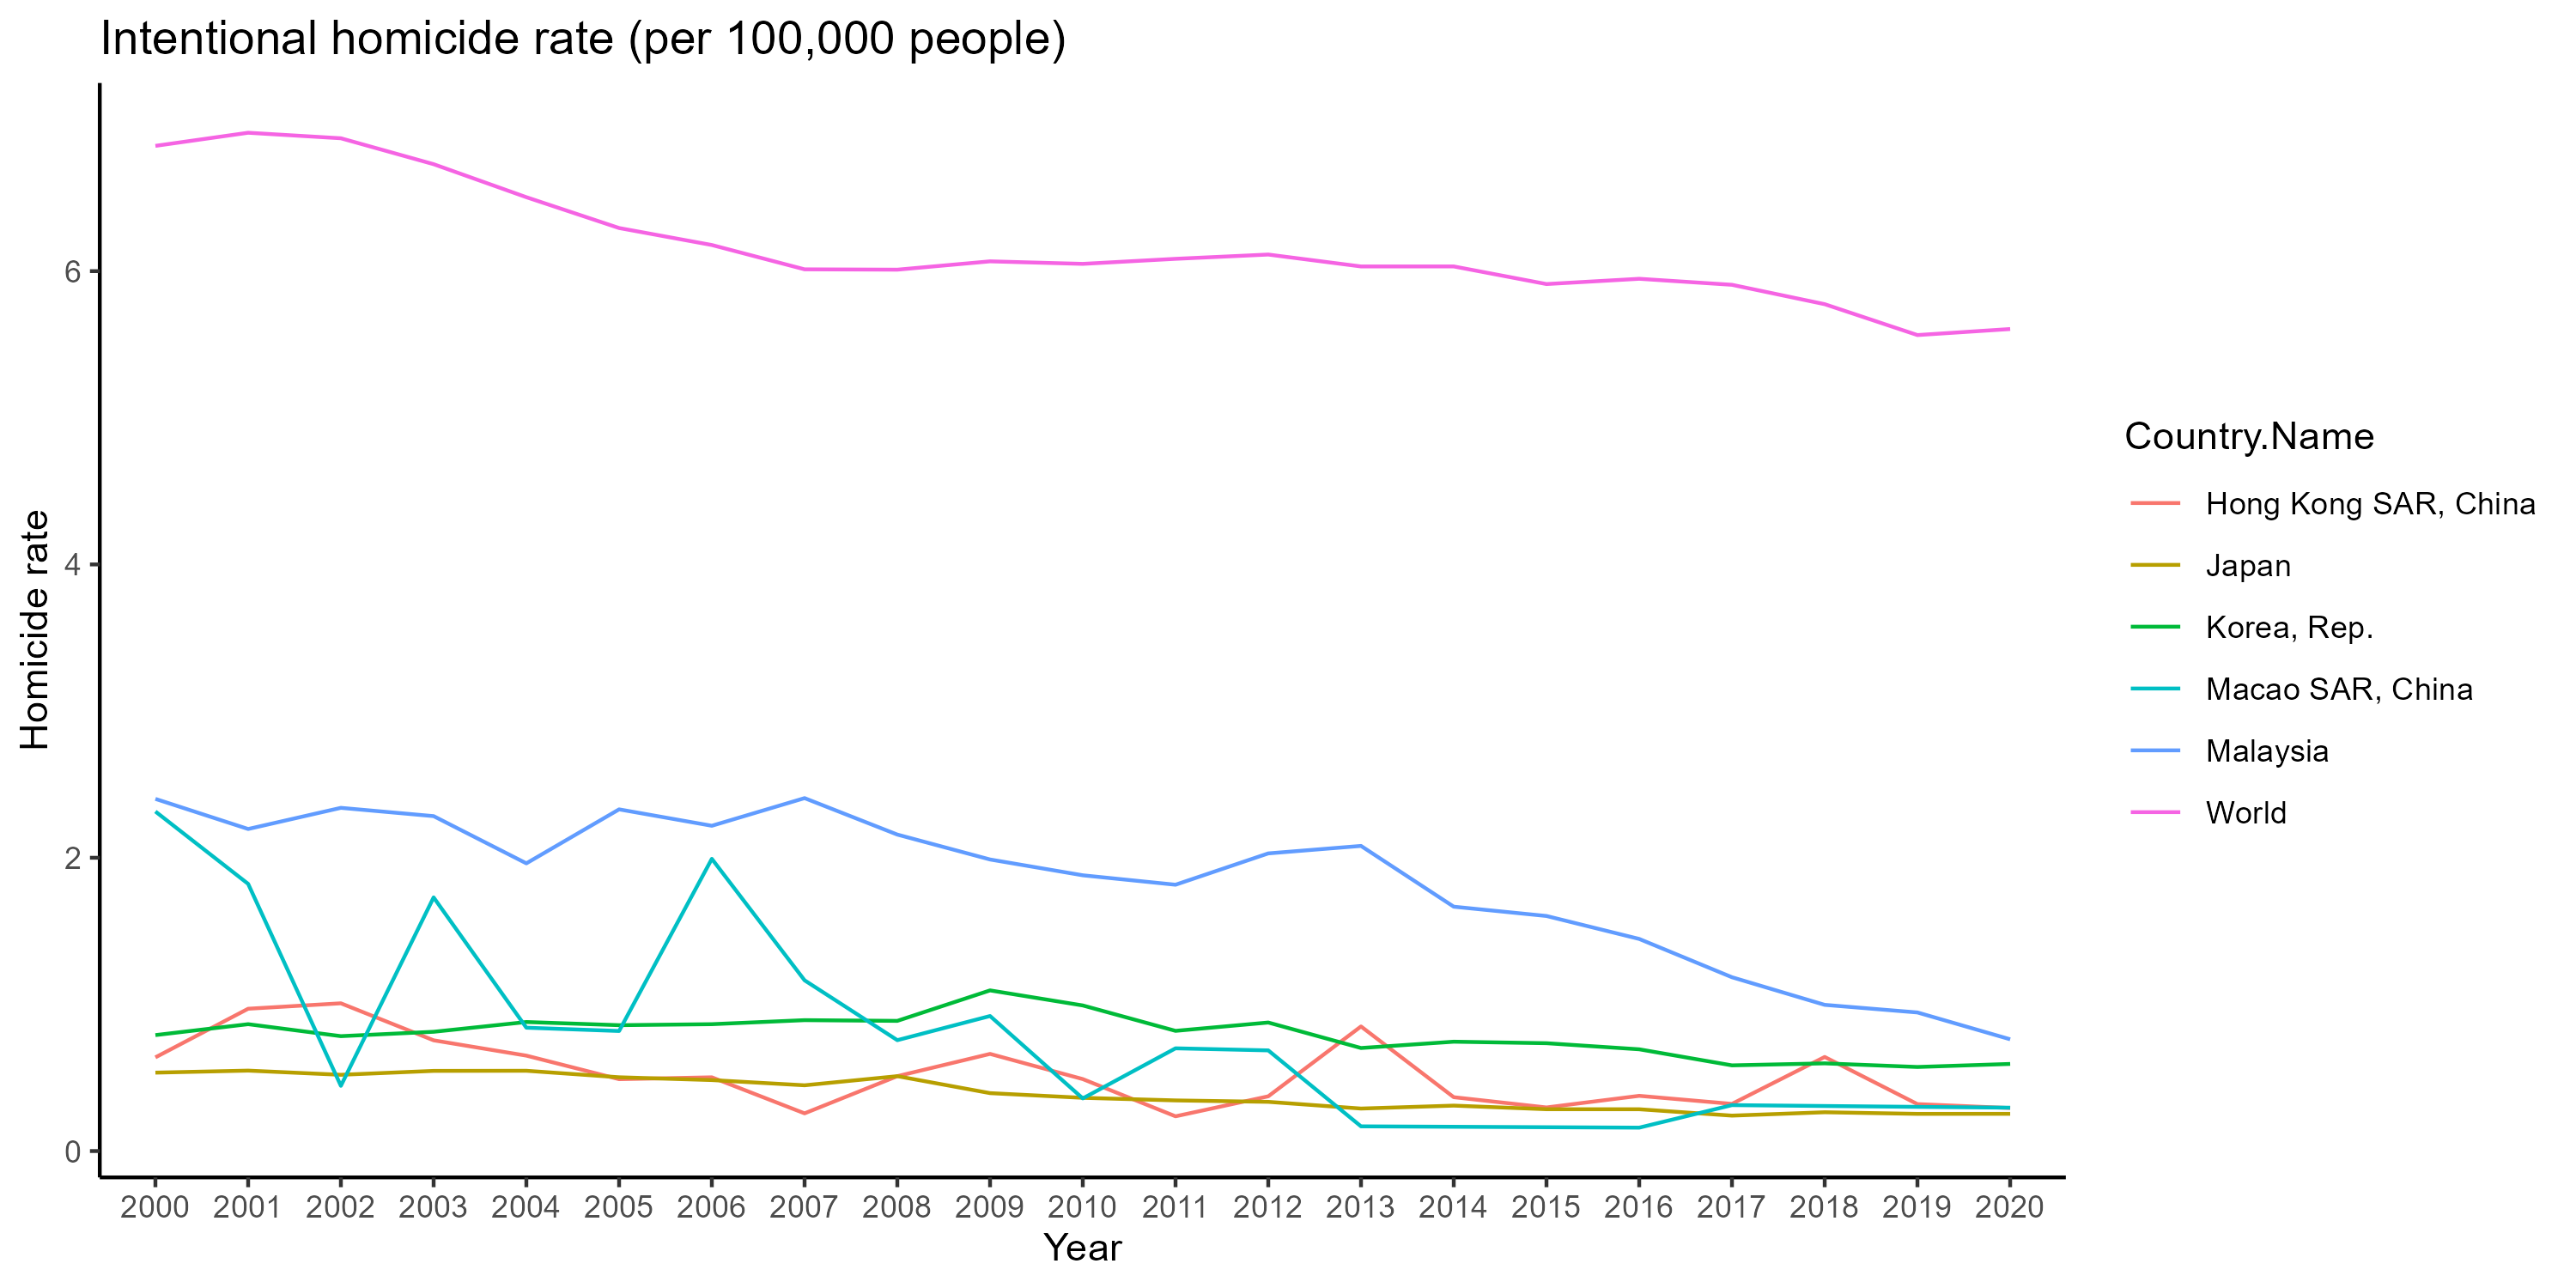 Intentional homicide rate (per 100,000 people)
6
4
2
0
Homicide rate
2000 2001 2002 2003 2004 2005 2006 2007 2008 2009 2010 2011 2012 2013 2014 2015 2016 2017 2018 2019 2020
Year
Country.Name
Hong Kong SAR, China
Japan
Korea, Rep.
Macao SAR, China
Malaysia
World